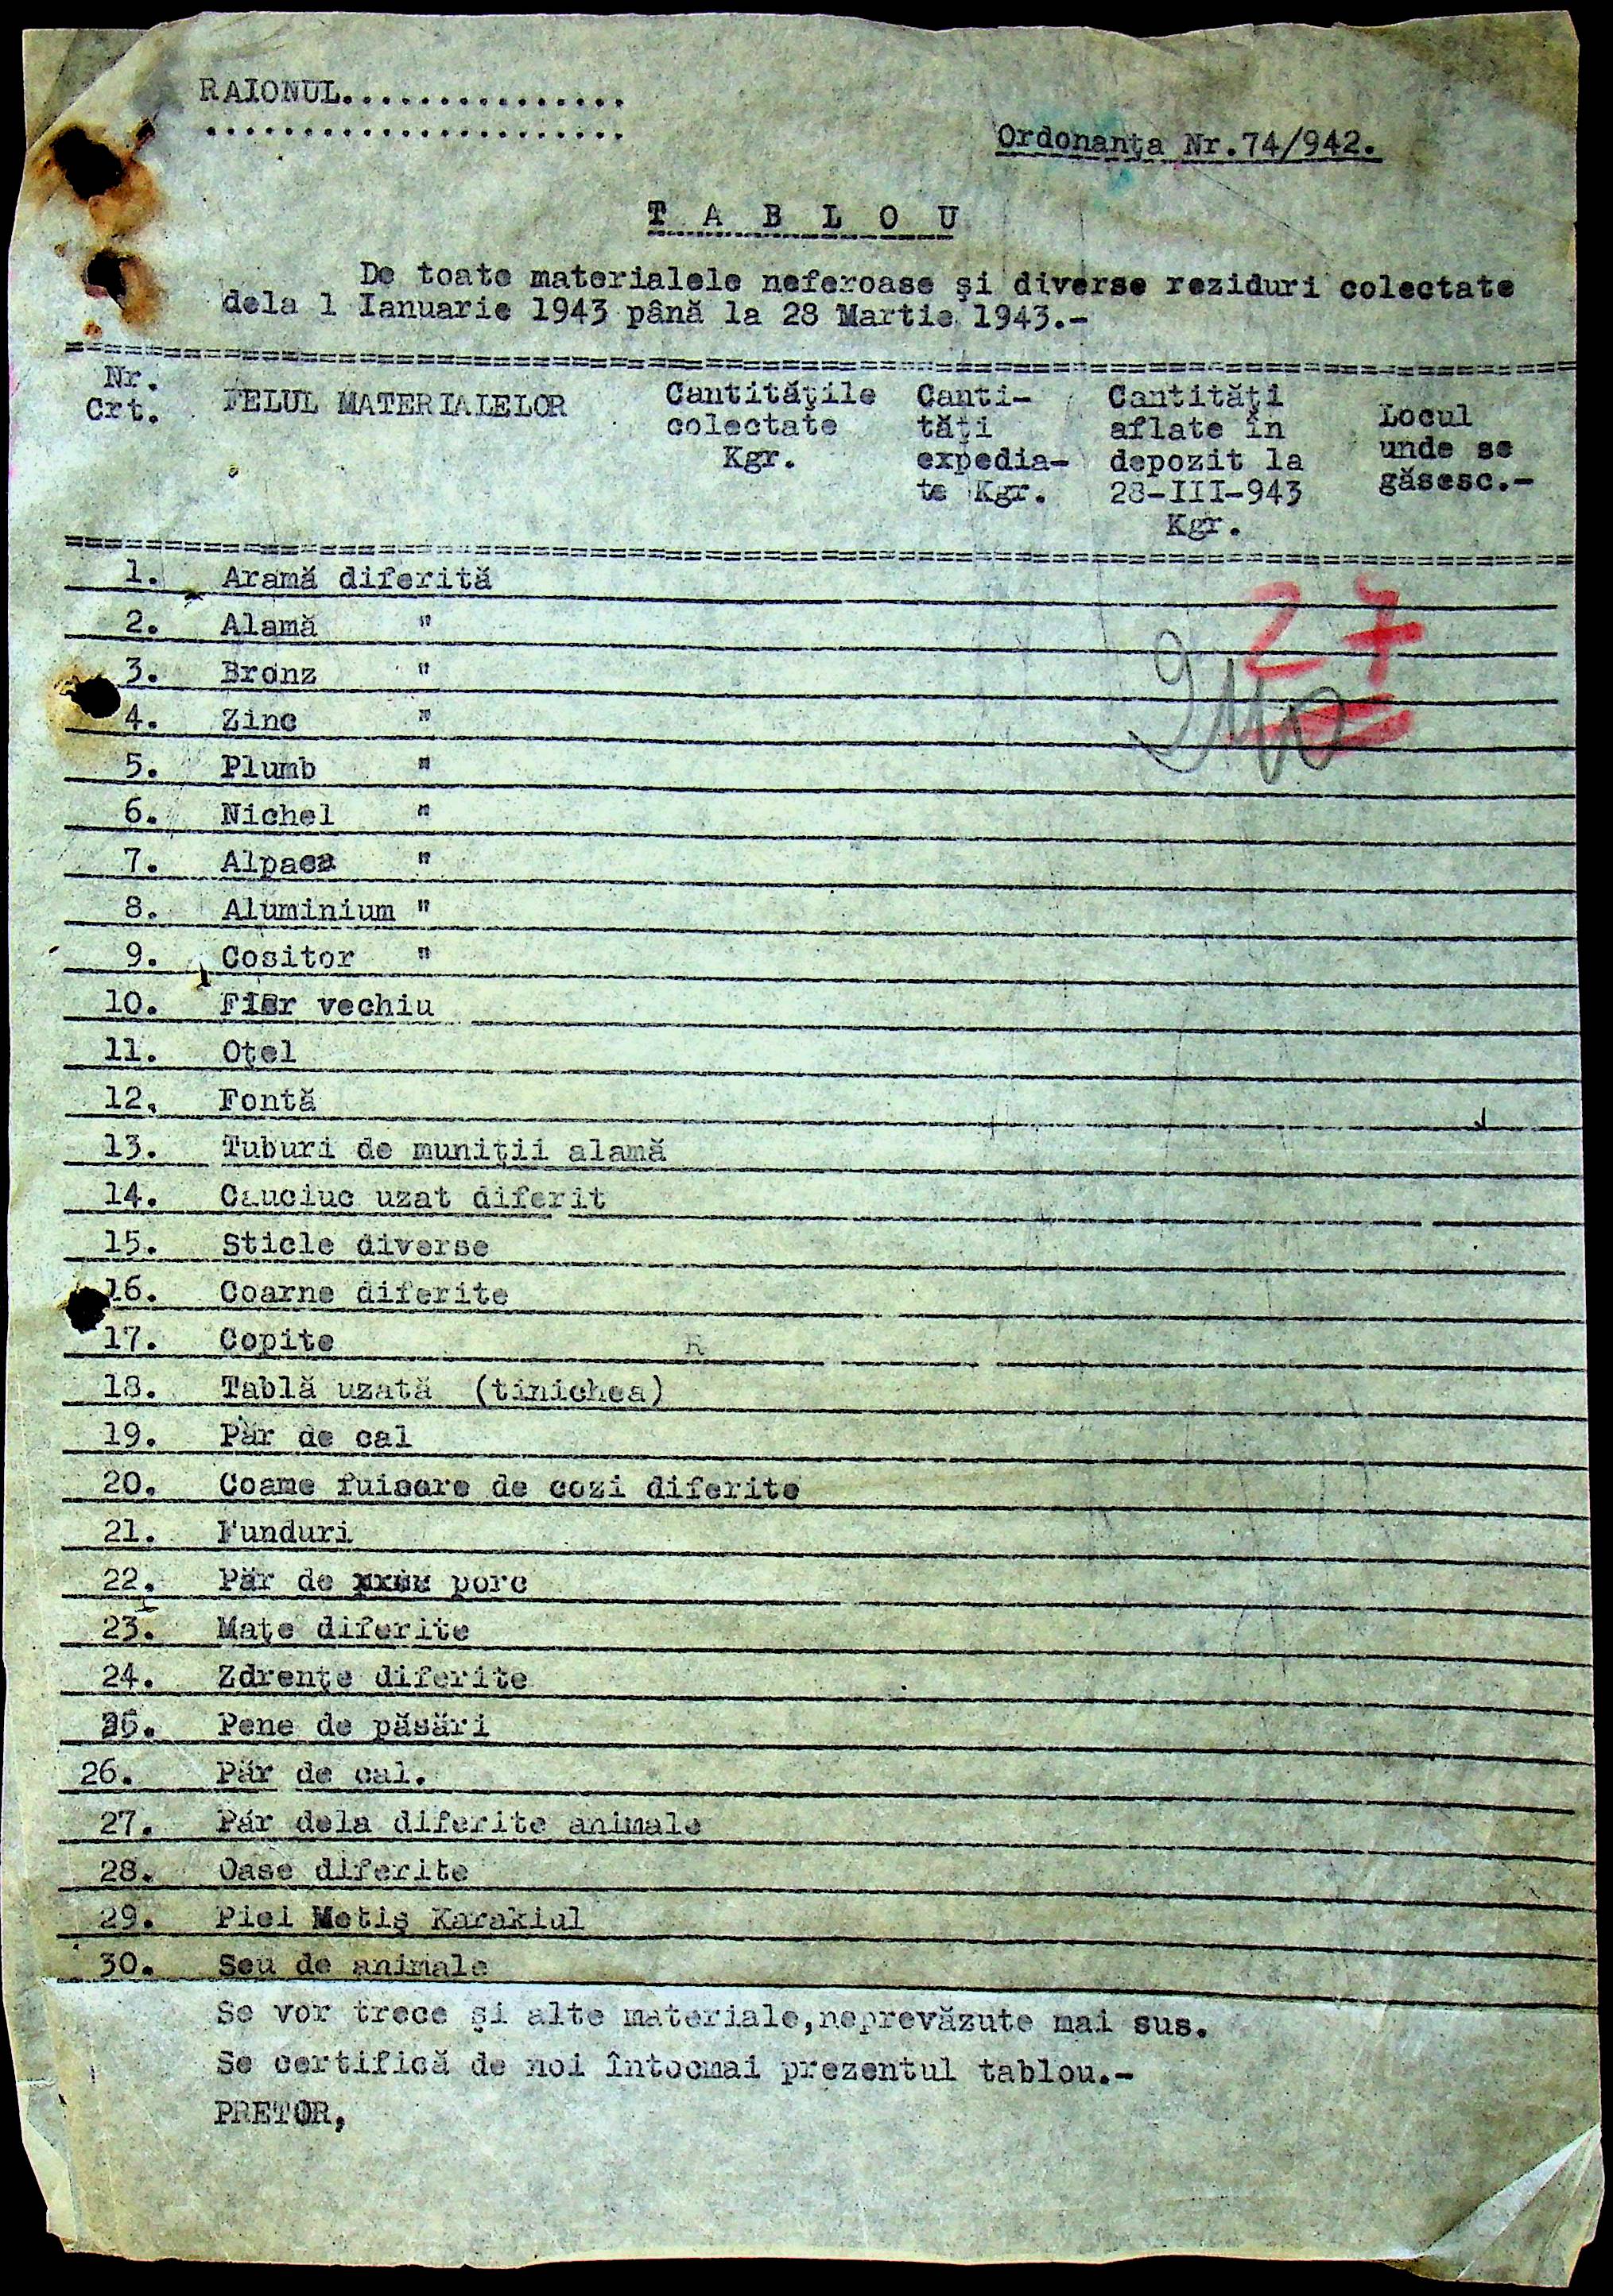 RAIONUL...............
......................
Ordonanţa Nr.74/942.
T A B L O U
De toate materialele neferoase şi diverse reziduri colectate
dela 1 Ianuarie 1943 până la 28 Martie 1943.-
Nr. Crt.
FELUL MATERIALELOR
Cantităţile colectate Kgr.
Canti-tăţi expedia-te Kgr.
Cantităţi aflate în depozit la 28-III-943 Kgr.
Locul unde se găsesc.-
1. Aramă diferită
2. Alamă "
27
3. Bronz "
4. Zinc "
5. Plumb "
6. Nichel "
7. Alpaca "
8. Aluminium "
9. Cositor "
10. Fier vechiu
11. Oţel
12. Fontă
13. Tuburi de muniţii alamă
14. Cauciuc uzat diferit
15. Sticle diverse
16. Coarne diferite
17. Copite
18. Tablă uzată (tinichea)
19. Păr de cal
20. Coame fuioare de cozi diferite
21. Funduri
22. Păr de porc
23. Maţe diferite
24. Zdrenţe diferite
25. Pene de păsări
26. Păr de cal.
27. Păr dela diferite animale
28. Oase diferite
29. Piei Metiş Karakiul
30. Seu de animale
Se vor trece şi alte materiale,neprevăzute mai sus.
Se certifică de noi întocmai prezentul tablou.-
PRETOR,